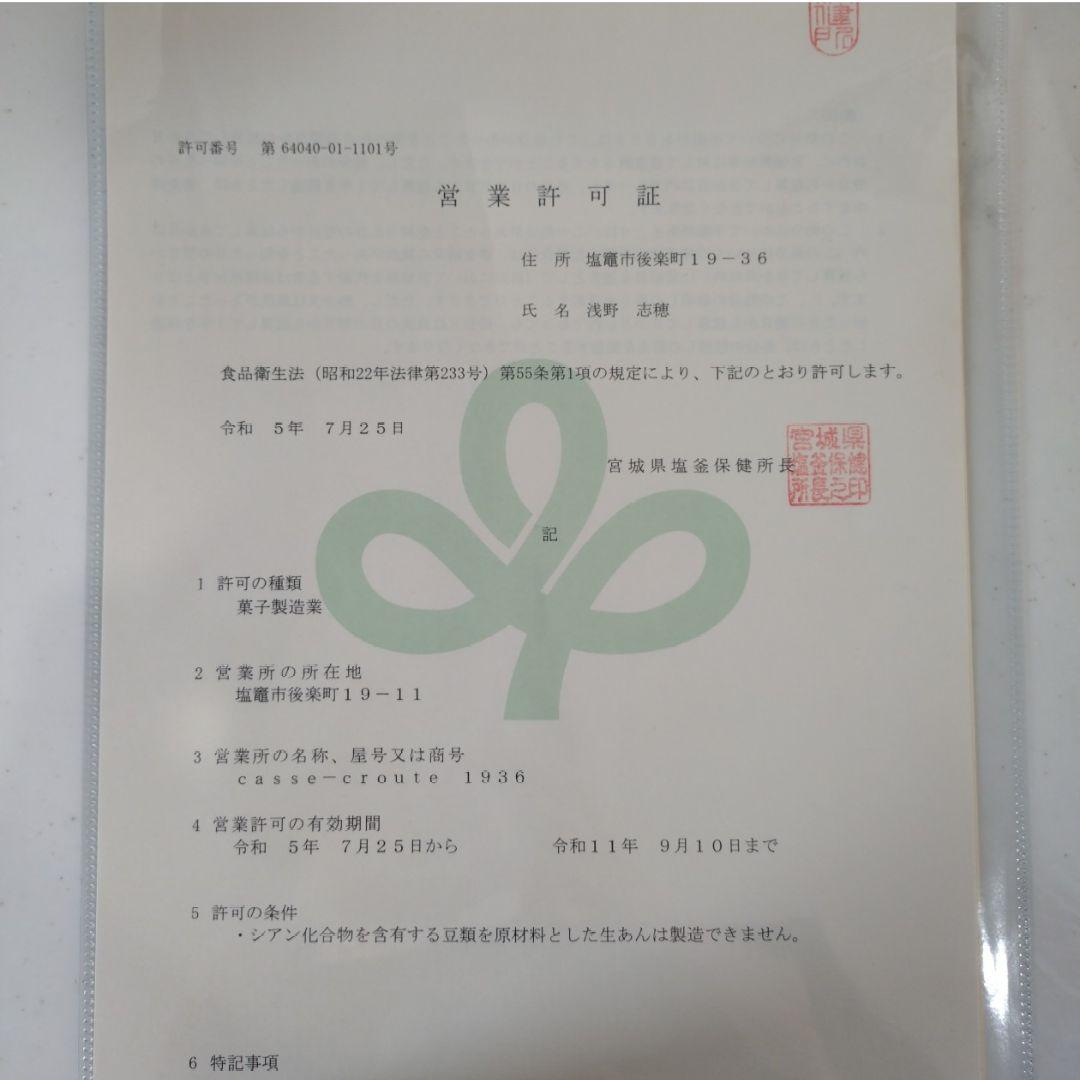 許可番号 第 64040-01-1101号
営業許可証
住 所 塩竈市後楽町19-36
氏 名 浅野 志穂
食品衛生法(昭和22年法律第233号)第55条第1項の規定により、下記のとおり許可します。
令和 5年 7月25日
宮城県塩釜保健所長
宮城県塩釜保健所長之印
記
1 許可の種類
菓子製造業
2 営業所の所在地
塩竈市後楽町19-11
3 営業所の名称、屋号又は商号
casse-croute 1936
4 営業許可の有効期間
令和 5年 7月25日から 令和11年 9月10日まで
5 許可の条件
・シアン化合物を含有する豆類を原材料とした生あんは製造できません。
6 特記事項